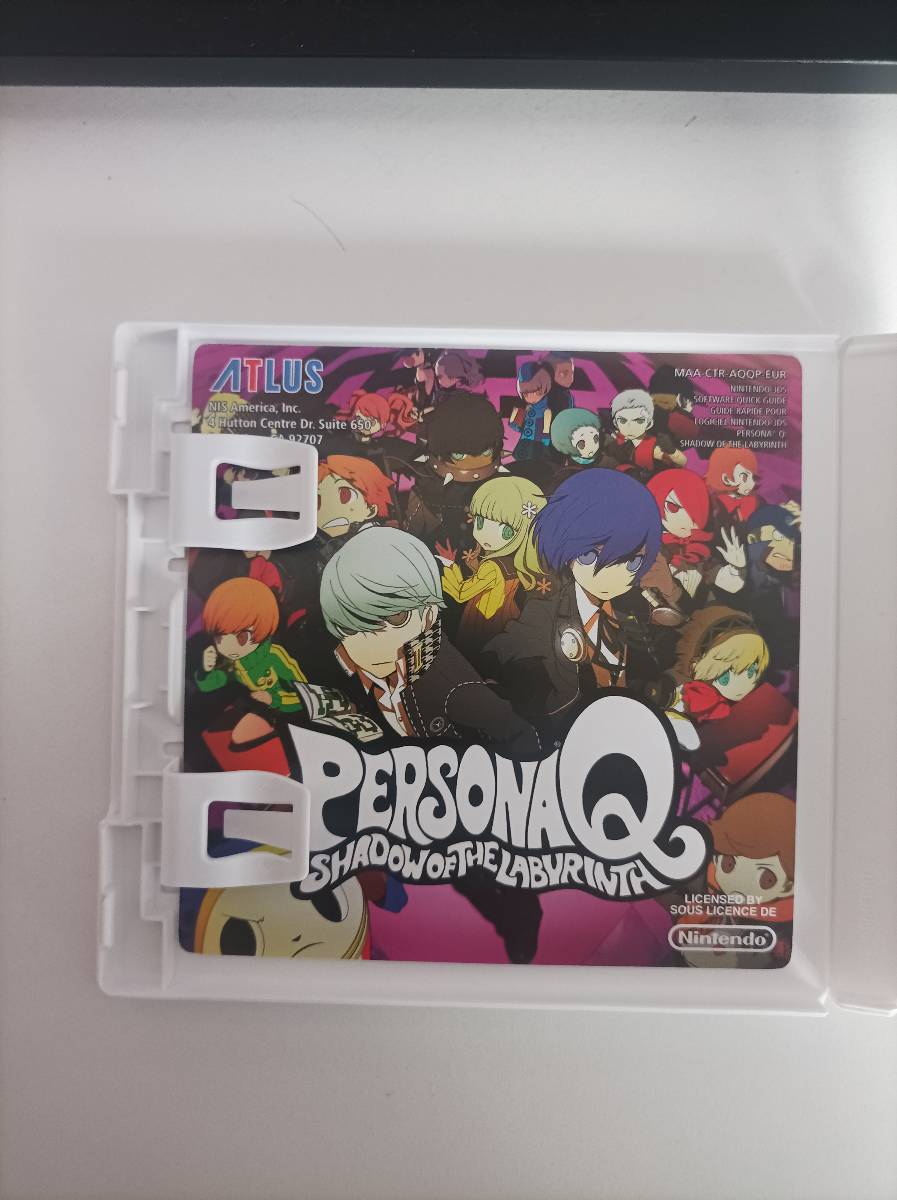 ATLUS
NIS America, Inc.
4 Hutton Centre Dr. Suite 650
CA 92707
MAA-CTR-AQQP-EUR
NINTENDO 3DS
SOFTWARE QUICK GUIDE
GUIDE RAPIDE POUR
LOGICIEL NINTENDO 3DS
PERSONA® Q:
SHADOW OF THE LABYRINTH
PERSONA Q®
SHADOW OF THE LABYRINTH
LICENSED BY
SOUS LICENCE DE
Nintendo